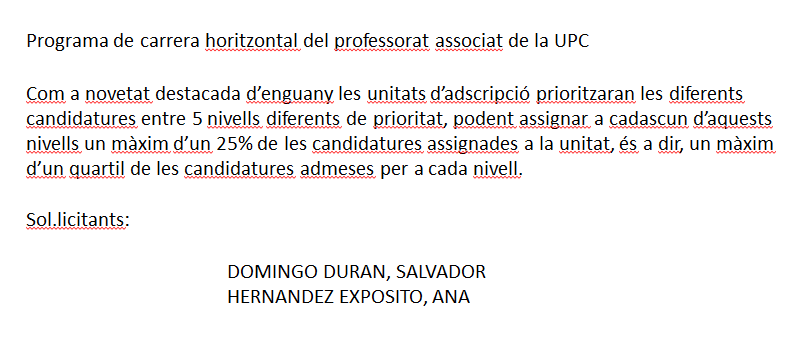 Programa de carrera horitzontal del professorat associat de la UPC
Com a novetat destacada d’enguany les unitats d’adscripció prioritzaran les diferents
candidatures entre 5 nivells diferents de prioritat, podent assignar a cadascun d’aquests
nivells un màxim d’un 25% de les candidatures assignades a la unitat, és a dir, un màxim
d’un quartil de les candidatures admeses per a cada nivell.
Sol.licitants:
DOMINGO DURAN, SALVADOR
HERNANDEZ EXPOSITO, ANA